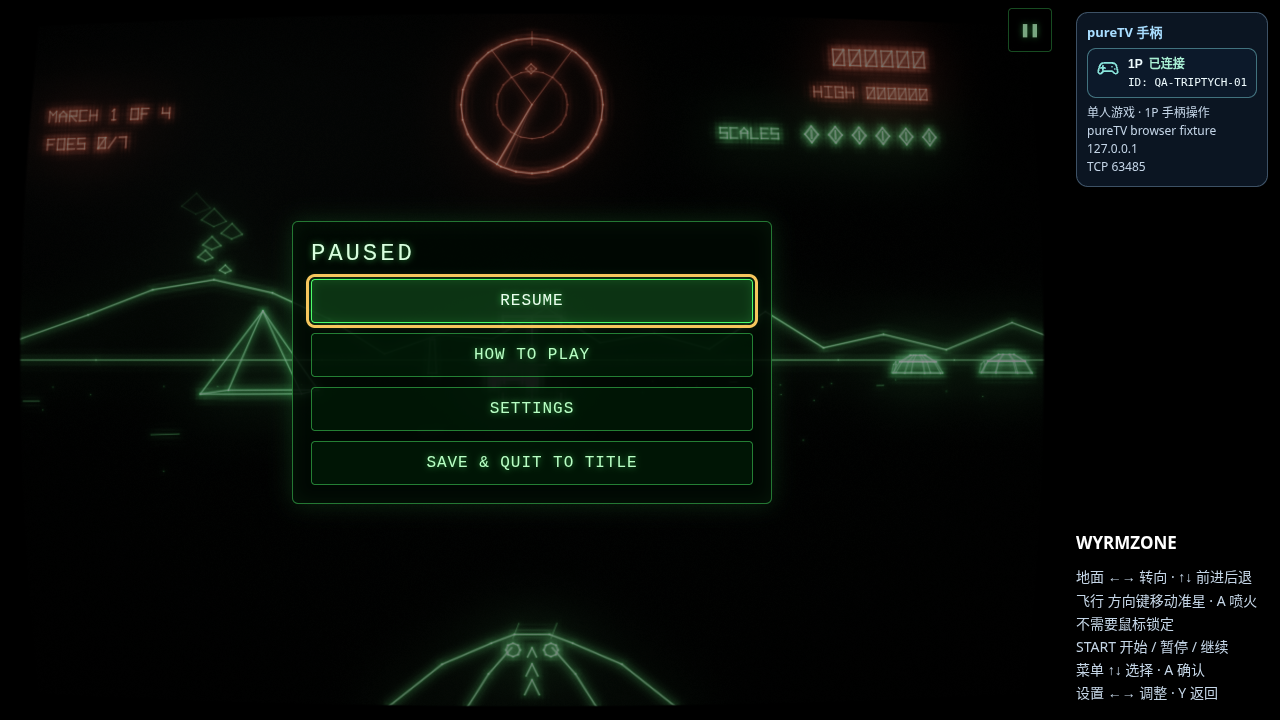 MARCH 1 OF 4
FOES 0/7
000000
HIGH 000000
SCALES
PAUSED
RESUME
HOW TO PLAY
SETTINGS
SAVE & QUIT TO TITLE
pureTV 手柄
1P 已连接
ID: QA-TRIPTYCH-01
单人游戏 · 1P 手柄操作
pureTV browser fixture
127.0.0.1
TCP 63485
WYRMZONE
地面 ←→ 转向 · ↑↓ 前进后退
飞行 方向键移动准星 · A 喷火
不需要鼠标锁定
START 开始 / 暂停 / 继续
菜单 ↑↓ 选择 · A 确认
设置 ←→ 调整 · Y 返回